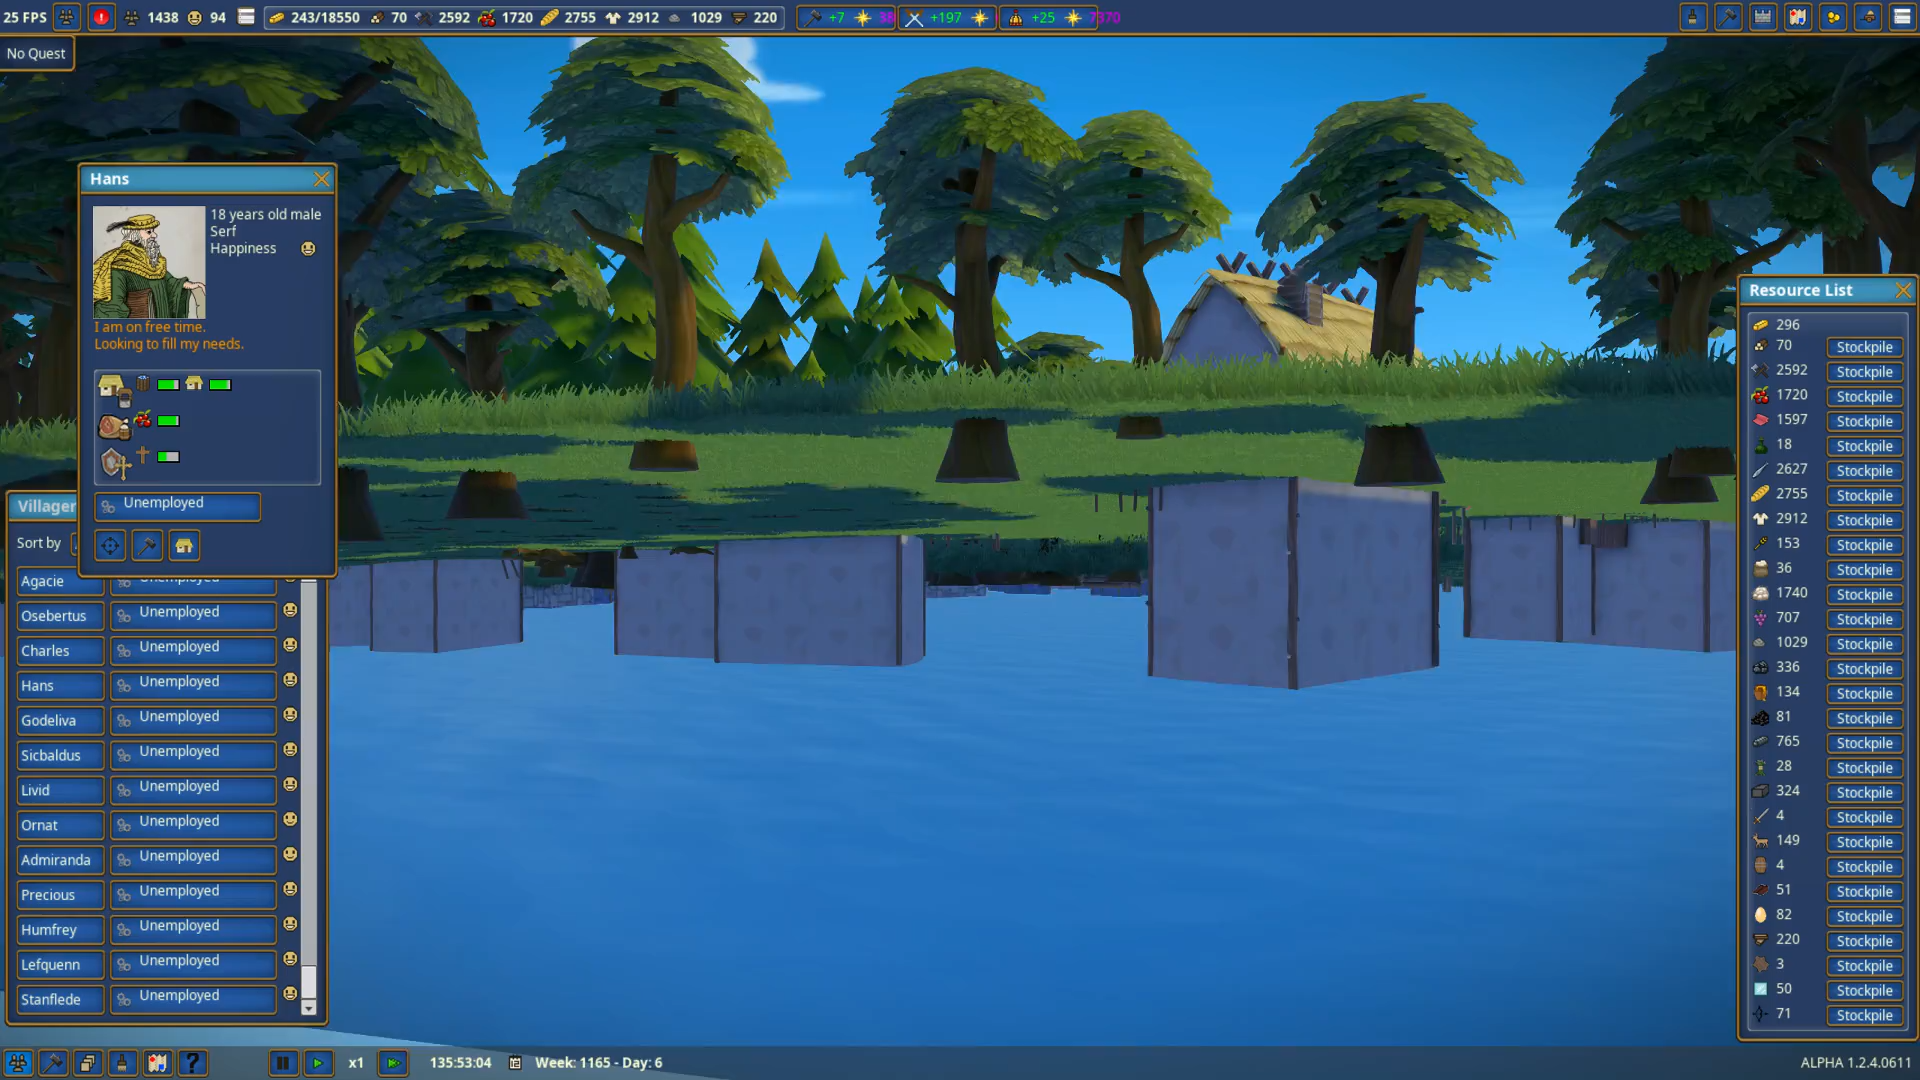 25 FPS
1438
94
243/18550
70
2592
1720
2755
2912
1029
220
+7
38
+197
+25
7370
No Quest
Hans
18 years old male
Serf
Happiness
I am on free time.
Looking to fill my needs.
Unemployed
Villager
Sort by
Agacie Unemployed
Osebertus Unemployed
Charles Unemployed
Hans Unemployed
Godeliva Unemployed
Sicbaldus Unemployed
Livid Unemployed
Ornat Unemployed
Admiranda Unemployed
Precious Unemployed
Humfrey Unemployed
Lefquenn Unemployed
Stanflede Unemployed
Resource List
296
70 Stockpile
2592 Stockpile
1720 Stockpile
1597 Stockpile
18 Stockpile
2627 Stockpile
2755 Stockpile
2912 Stockpile
153 Stockpile
36 Stockpile
1740 Stockpile
707 Stockpile
1029 Stockpile
336 Stockpile
134 Stockpile
81 Stockpile
765 Stockpile
28 Stockpile
324 Stockpile
4 Stockpile
149 Stockpile
4 Stockpile
51 Stockpile
82 Stockpile
220 Stockpile
3 Stockpile
50 Stockpile
71 Stockpile
?
x1
135:53:04
Week: 1165 - Day: 6
ALPHA 1.2.4.0611